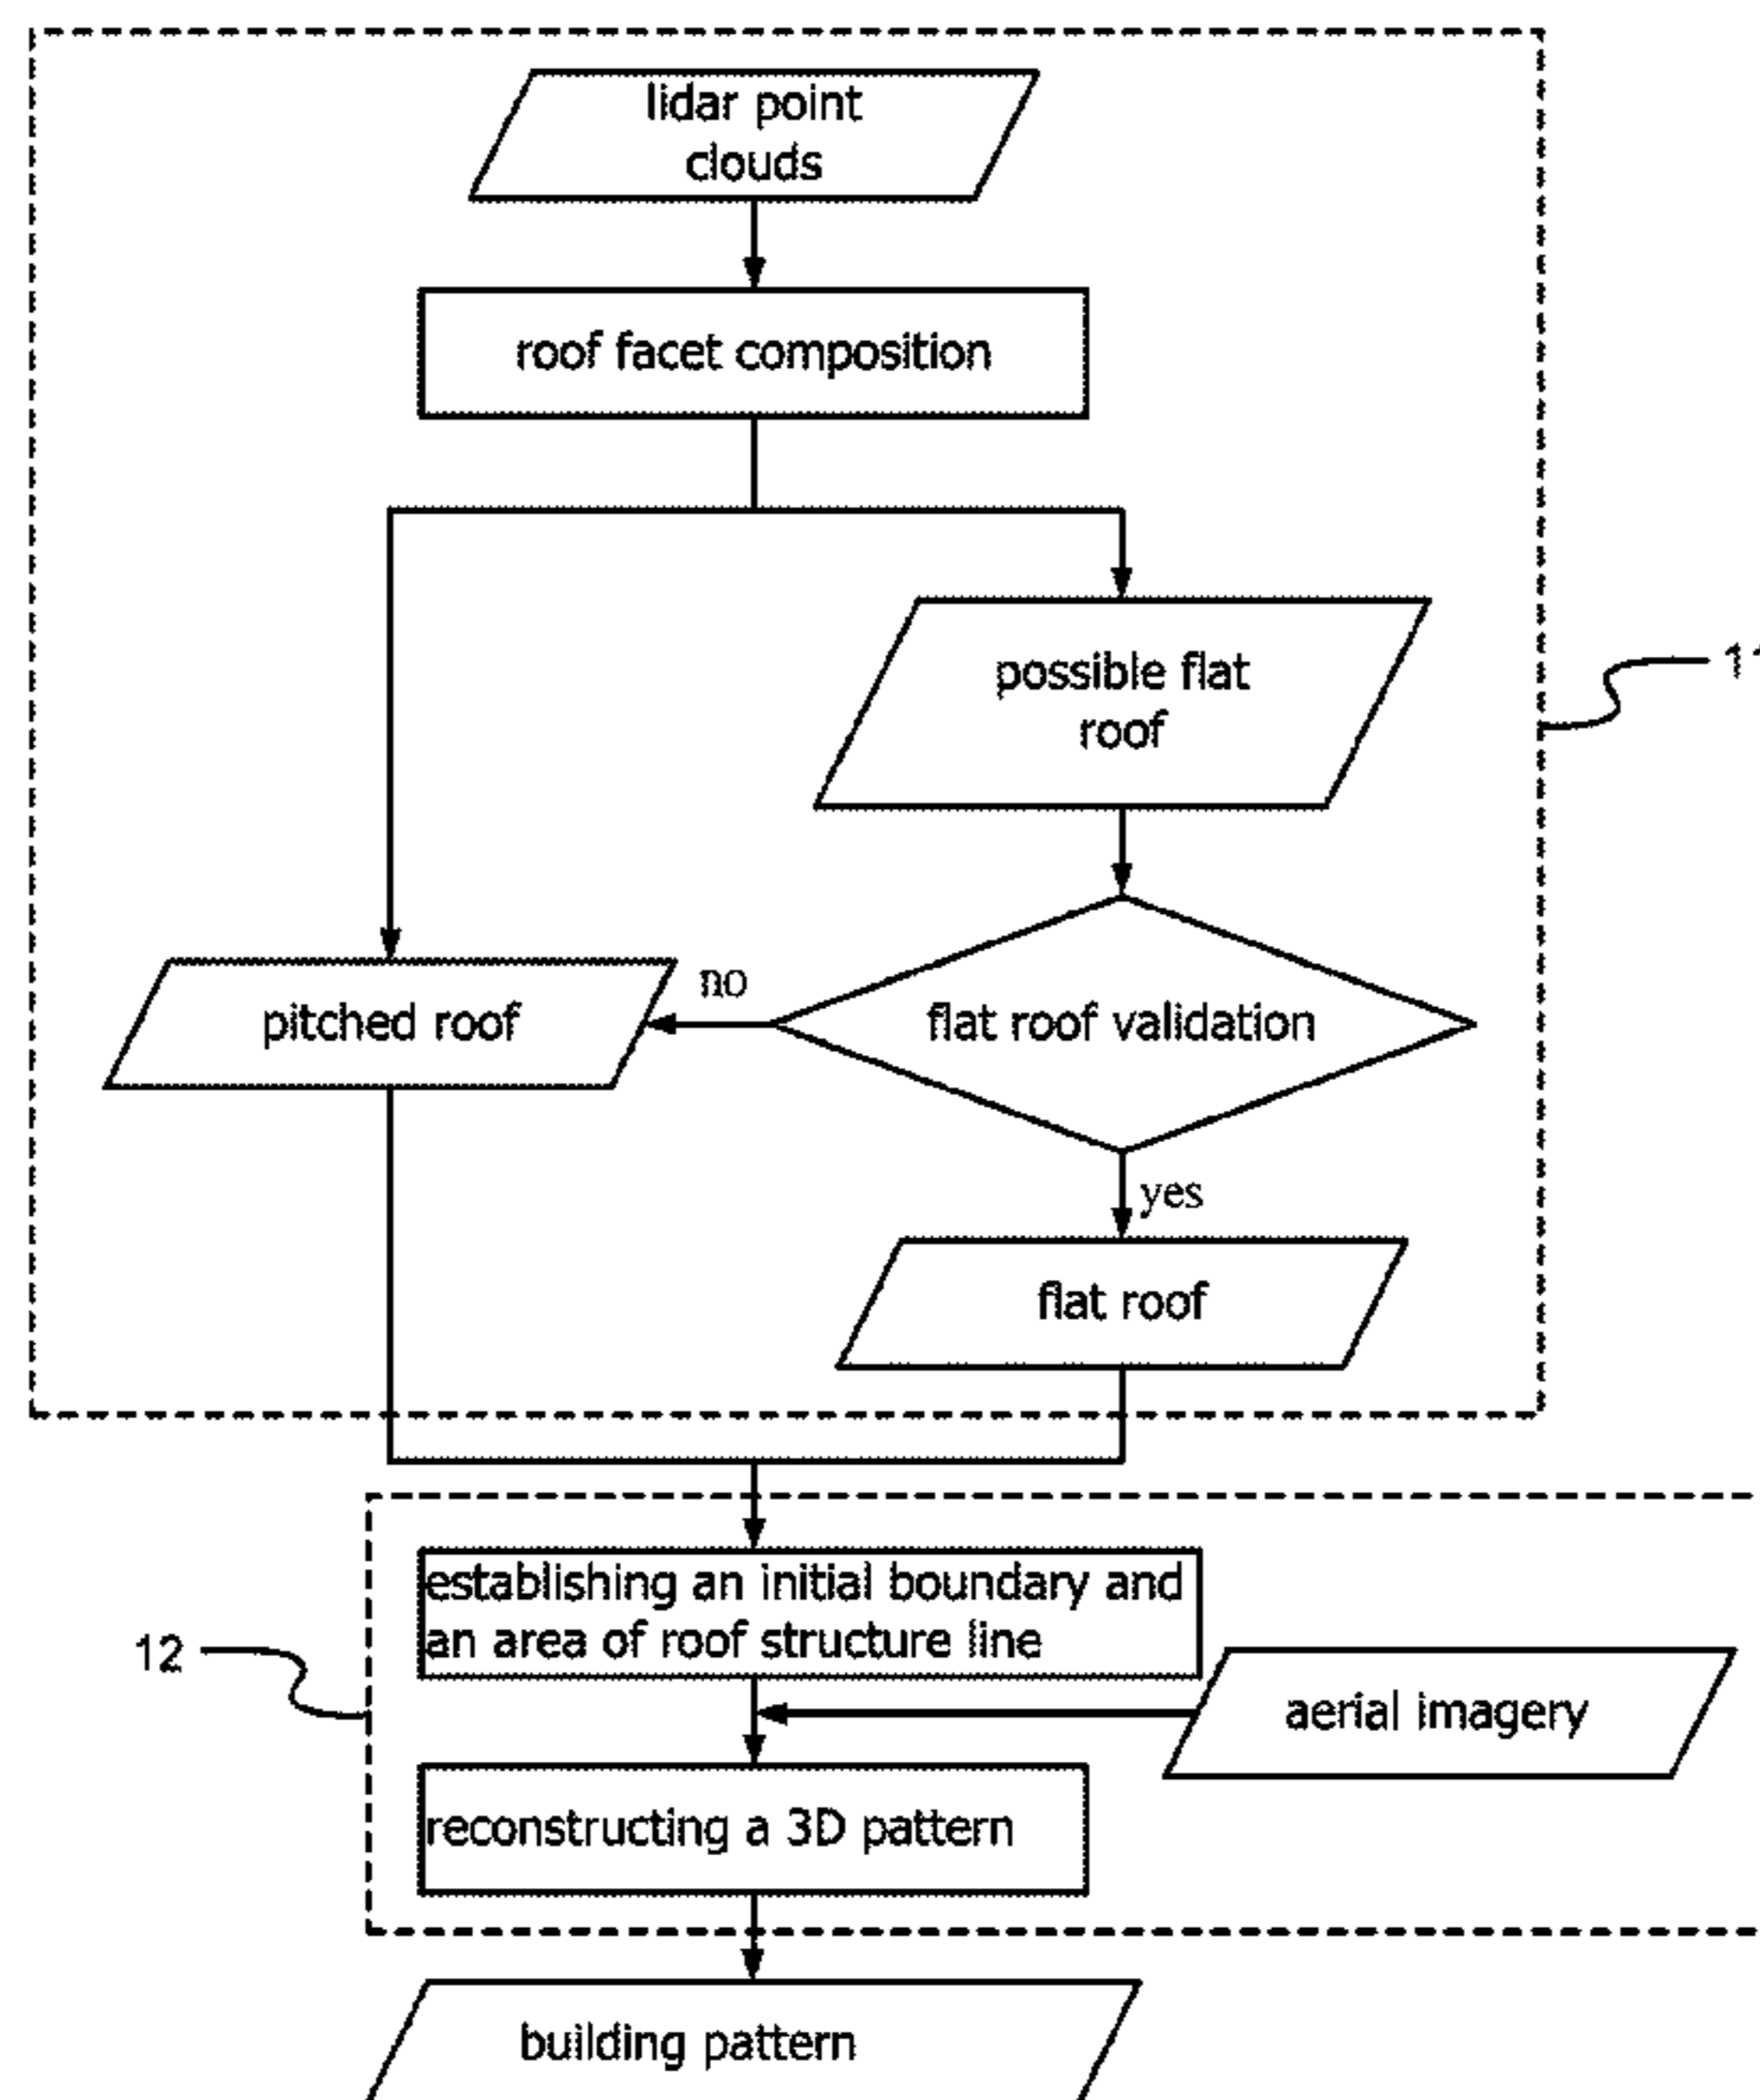 lidar point
clouds
roof facet composition
possible flat
roof
11
pitched roof
no
flat roof validation
yes
flat roof
establishing an initial boundary and
an area of roof structure line
12
aerial imagery
reconstructing a 3D pattern
building pattern